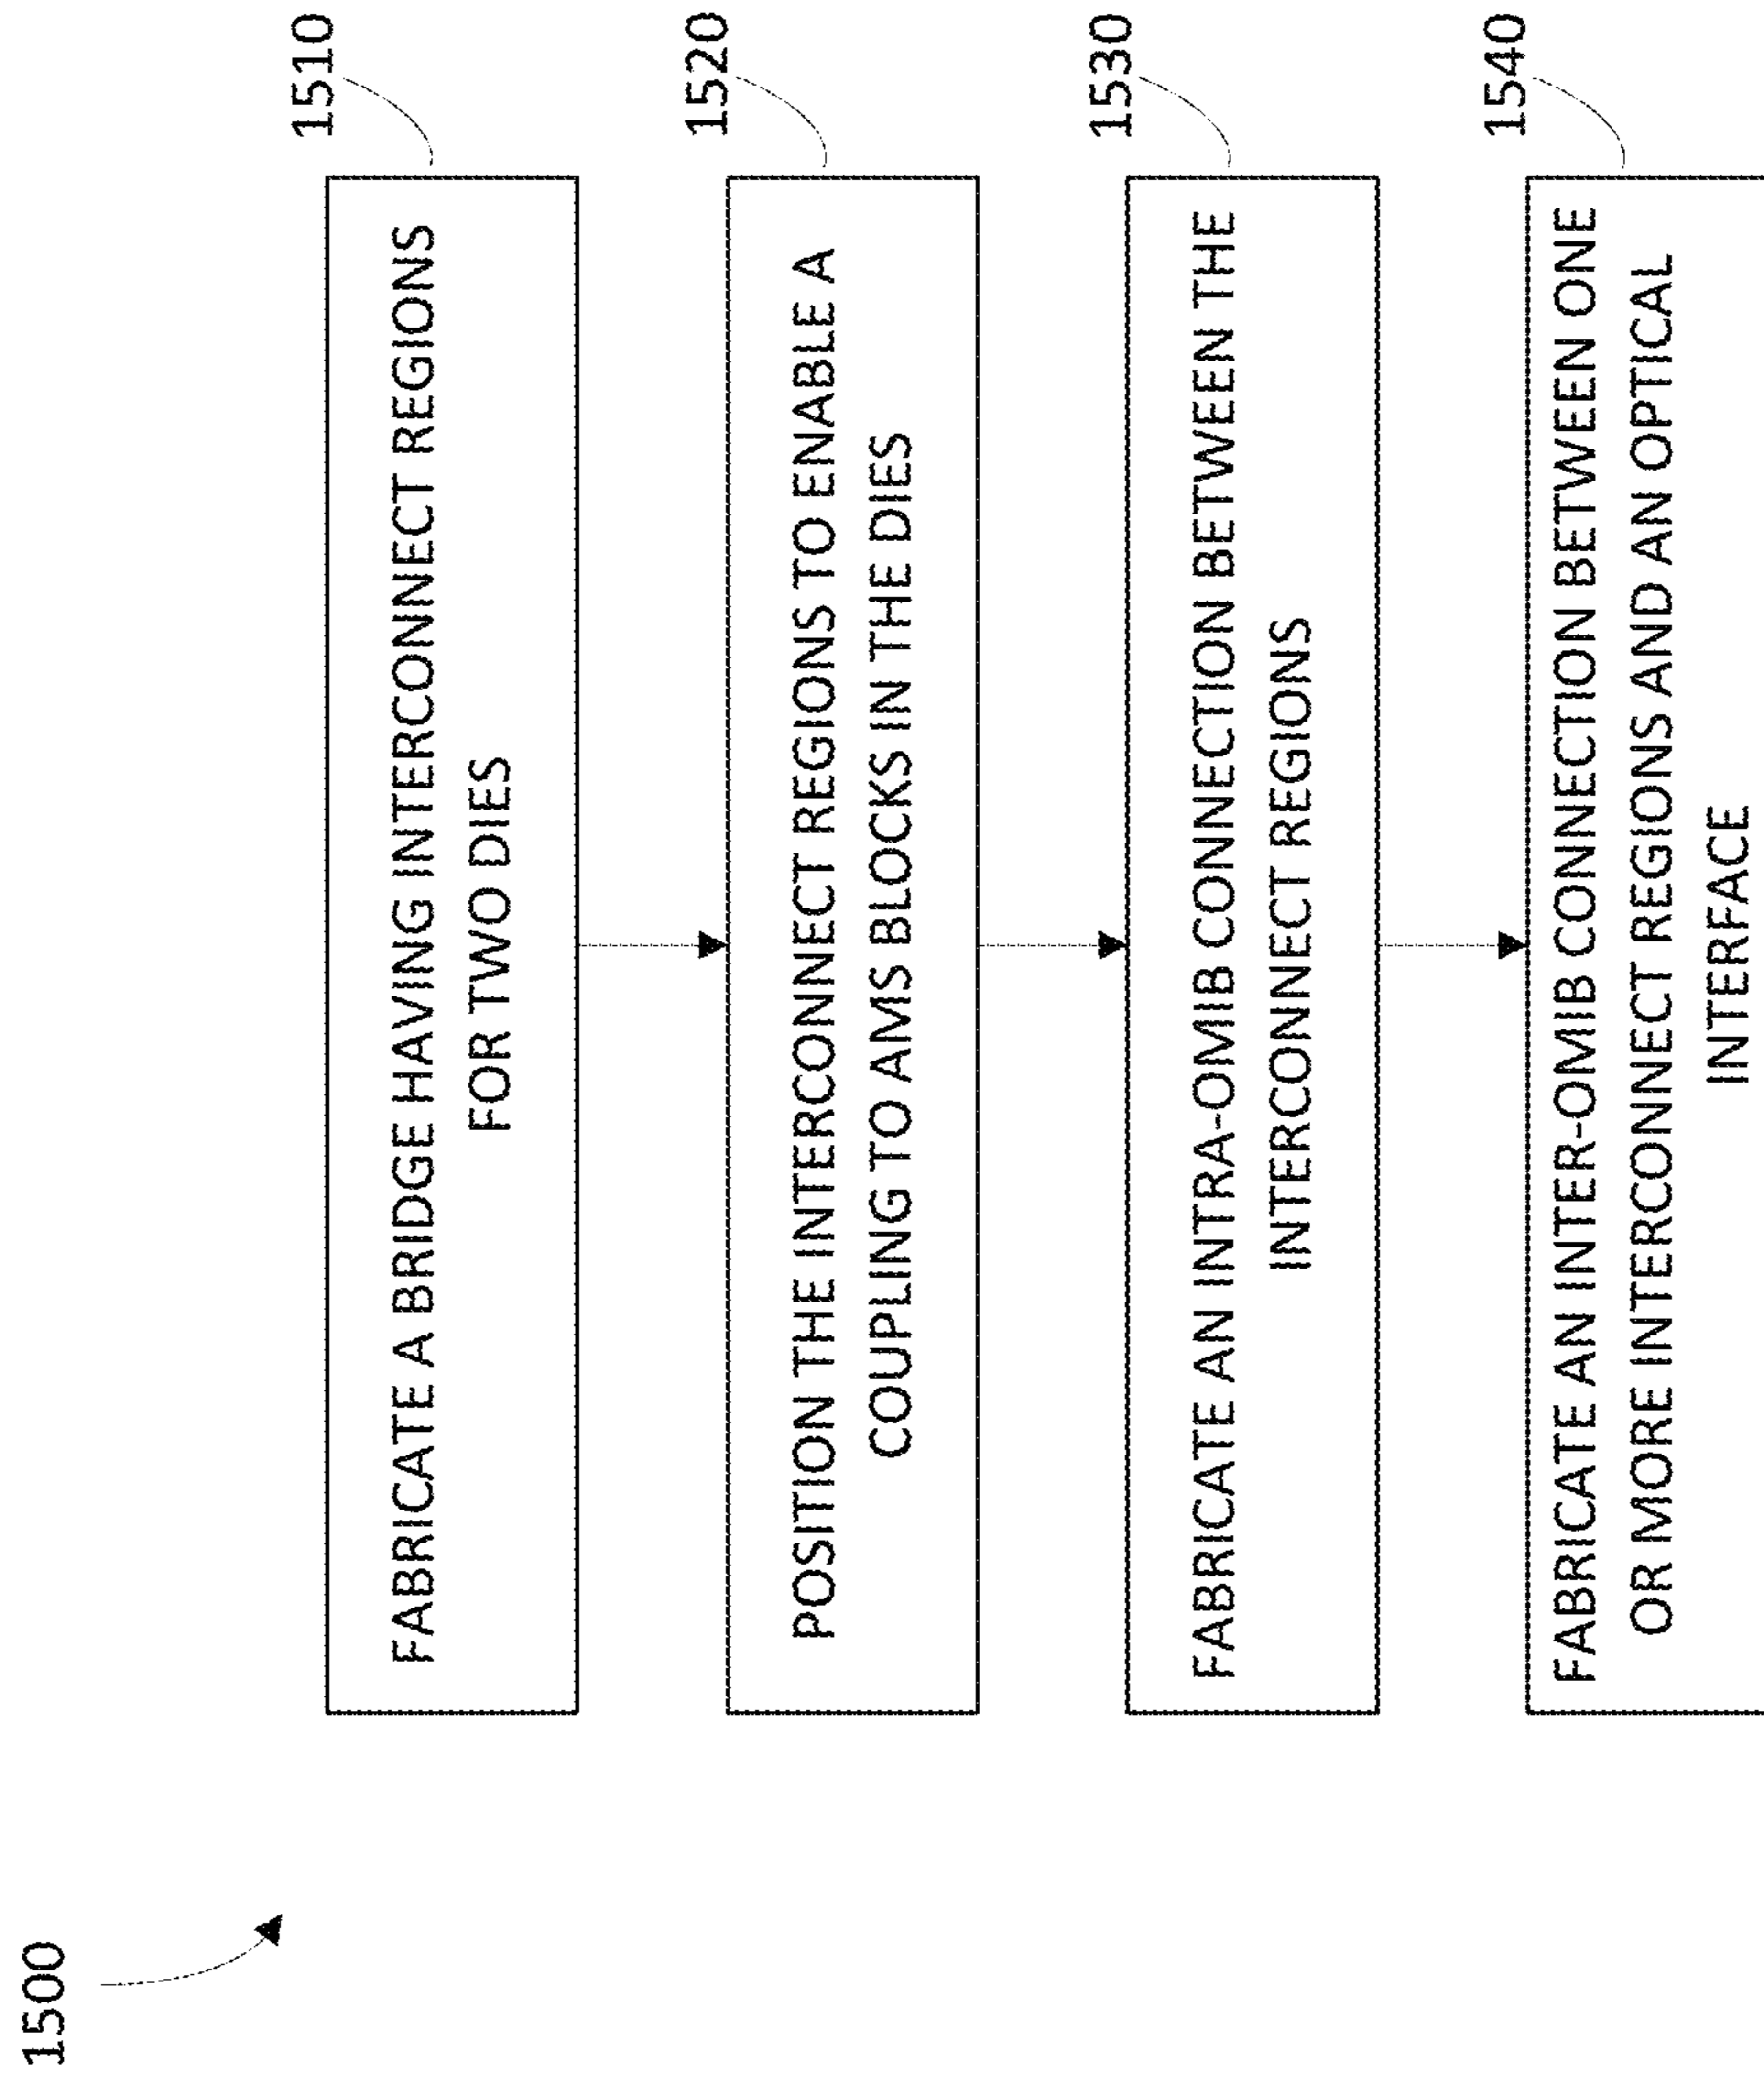 1500
1510
FABRICATE A BRIDGE HAVING INTERCONNECT REGIONS
FOR TWO DIES
1520
POSITION THE INTERCONNECT REGIONS TO ENABLE A
COUPLING TO AMS BLOCKS IN THE DIES
1530
FABRICATE AN INTRA-OMIB CONNECTION BETWEEN THE
INTERCONNECT REGIONS
1540
FABRICATE AN INTER-OMIB CONNECTION BETWEEN ONE
OR MORE INTERCONNECT REGIONS AND AN OPTICAL
INTERFACE